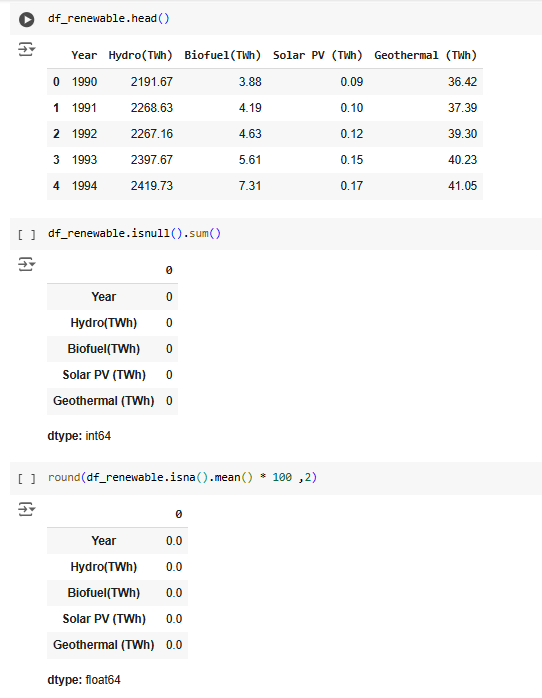 df_renewable.head()
Year Hydro(TWh) Biofuel(TWh) Solar PV (TWh) Geothermal (TWh)
0 1990 2191.67 3.88 0.09 36.42
1 1991 2268.63 4.19 0.10 37.39
2 1992 2267.16 4.63 0.12 39.30
3 1993 2397.67 5.61 0.15 40.23
4 1994 2419.73 7.31 0.17 41.05
[ ] df_renewable.isnull().sum()
0
Year 0
Hydro(TWh) 0
Biofuel(TWh) 0
Solar PV (TWh) 0
Geothermal (TWh) 0
dtype: int64
[ ] round(df_renewable.isna().mean() * 100 ,2)
0
Year 0.0
Hydro(TWh) 0.0
Biofuel(TWh) 0.0
Solar PV (TWh) 0.0
Geothermal (TWh) 0.0
dtype: float64